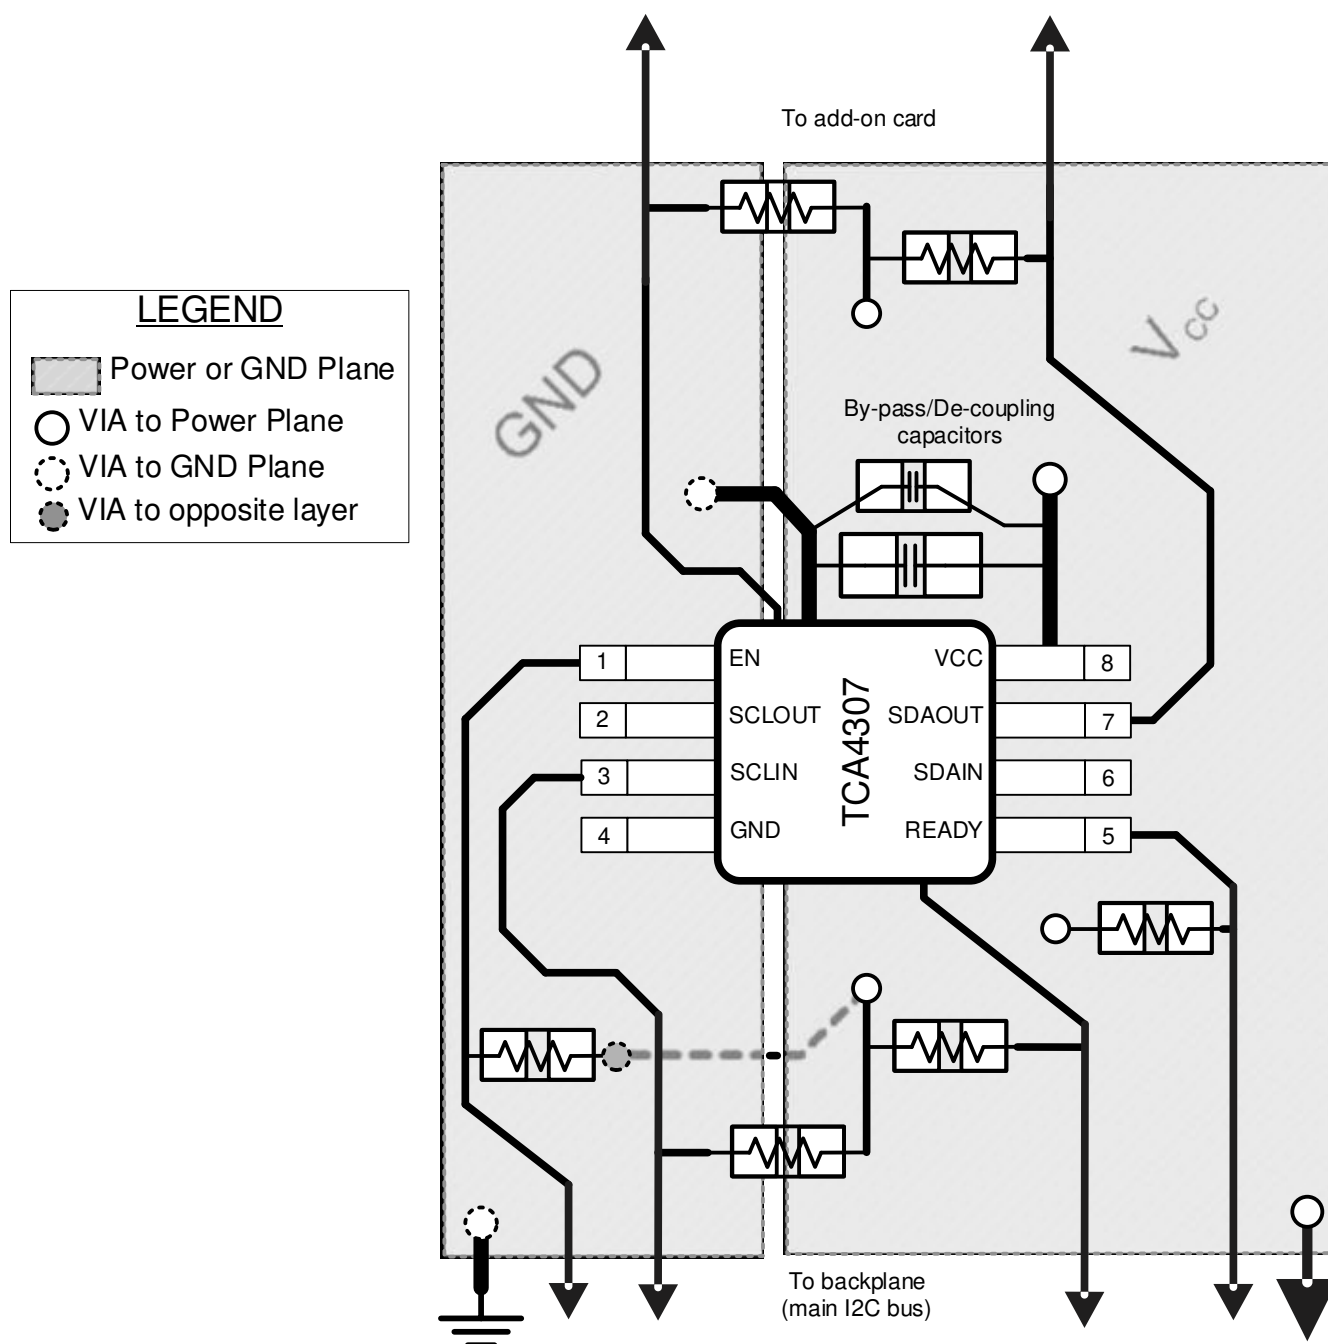 To add-on card
LEGEND
Power or GND Plane
VIA to Power Plane
VIA to GND Plane
VIA to opposite layer
GND
VCC
By-pass/De-coupling
capacitors
1
EN
VCC
8
2
SCLOUT
SDAOUT
7
3
SCLIN
SDAIN
6
4
GND
READY
5
TCA4307
To backplane
(main I2C bus)